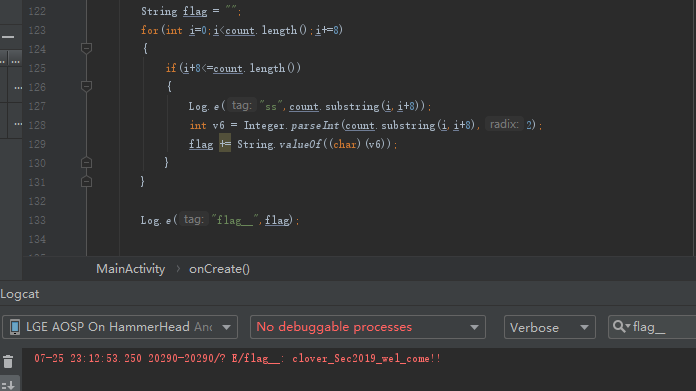 122 String flag = "";
123 for(int i=0;i<count.length();i+=8)
124 {
125 if(i+8<=count.length())
126 {
127 Log.e( tag: "ss",count.substring(i,i+8));
128 int v6 = Integer.parseInt(count.substring(i,i+8), radix: 2);
129 flag += String.valueOf((char)(v6));
130 }
131 }
132
133 Log.e( tag: "flag__",flag);
134
MainActivity > onCreate()
Logcat
LGE AOSP On HammerHead And No debuggable processes Verbose flag__
07-25 23:12:53.250 20290-20290/? E/flag__: clover_Sec2019_wel_come!!